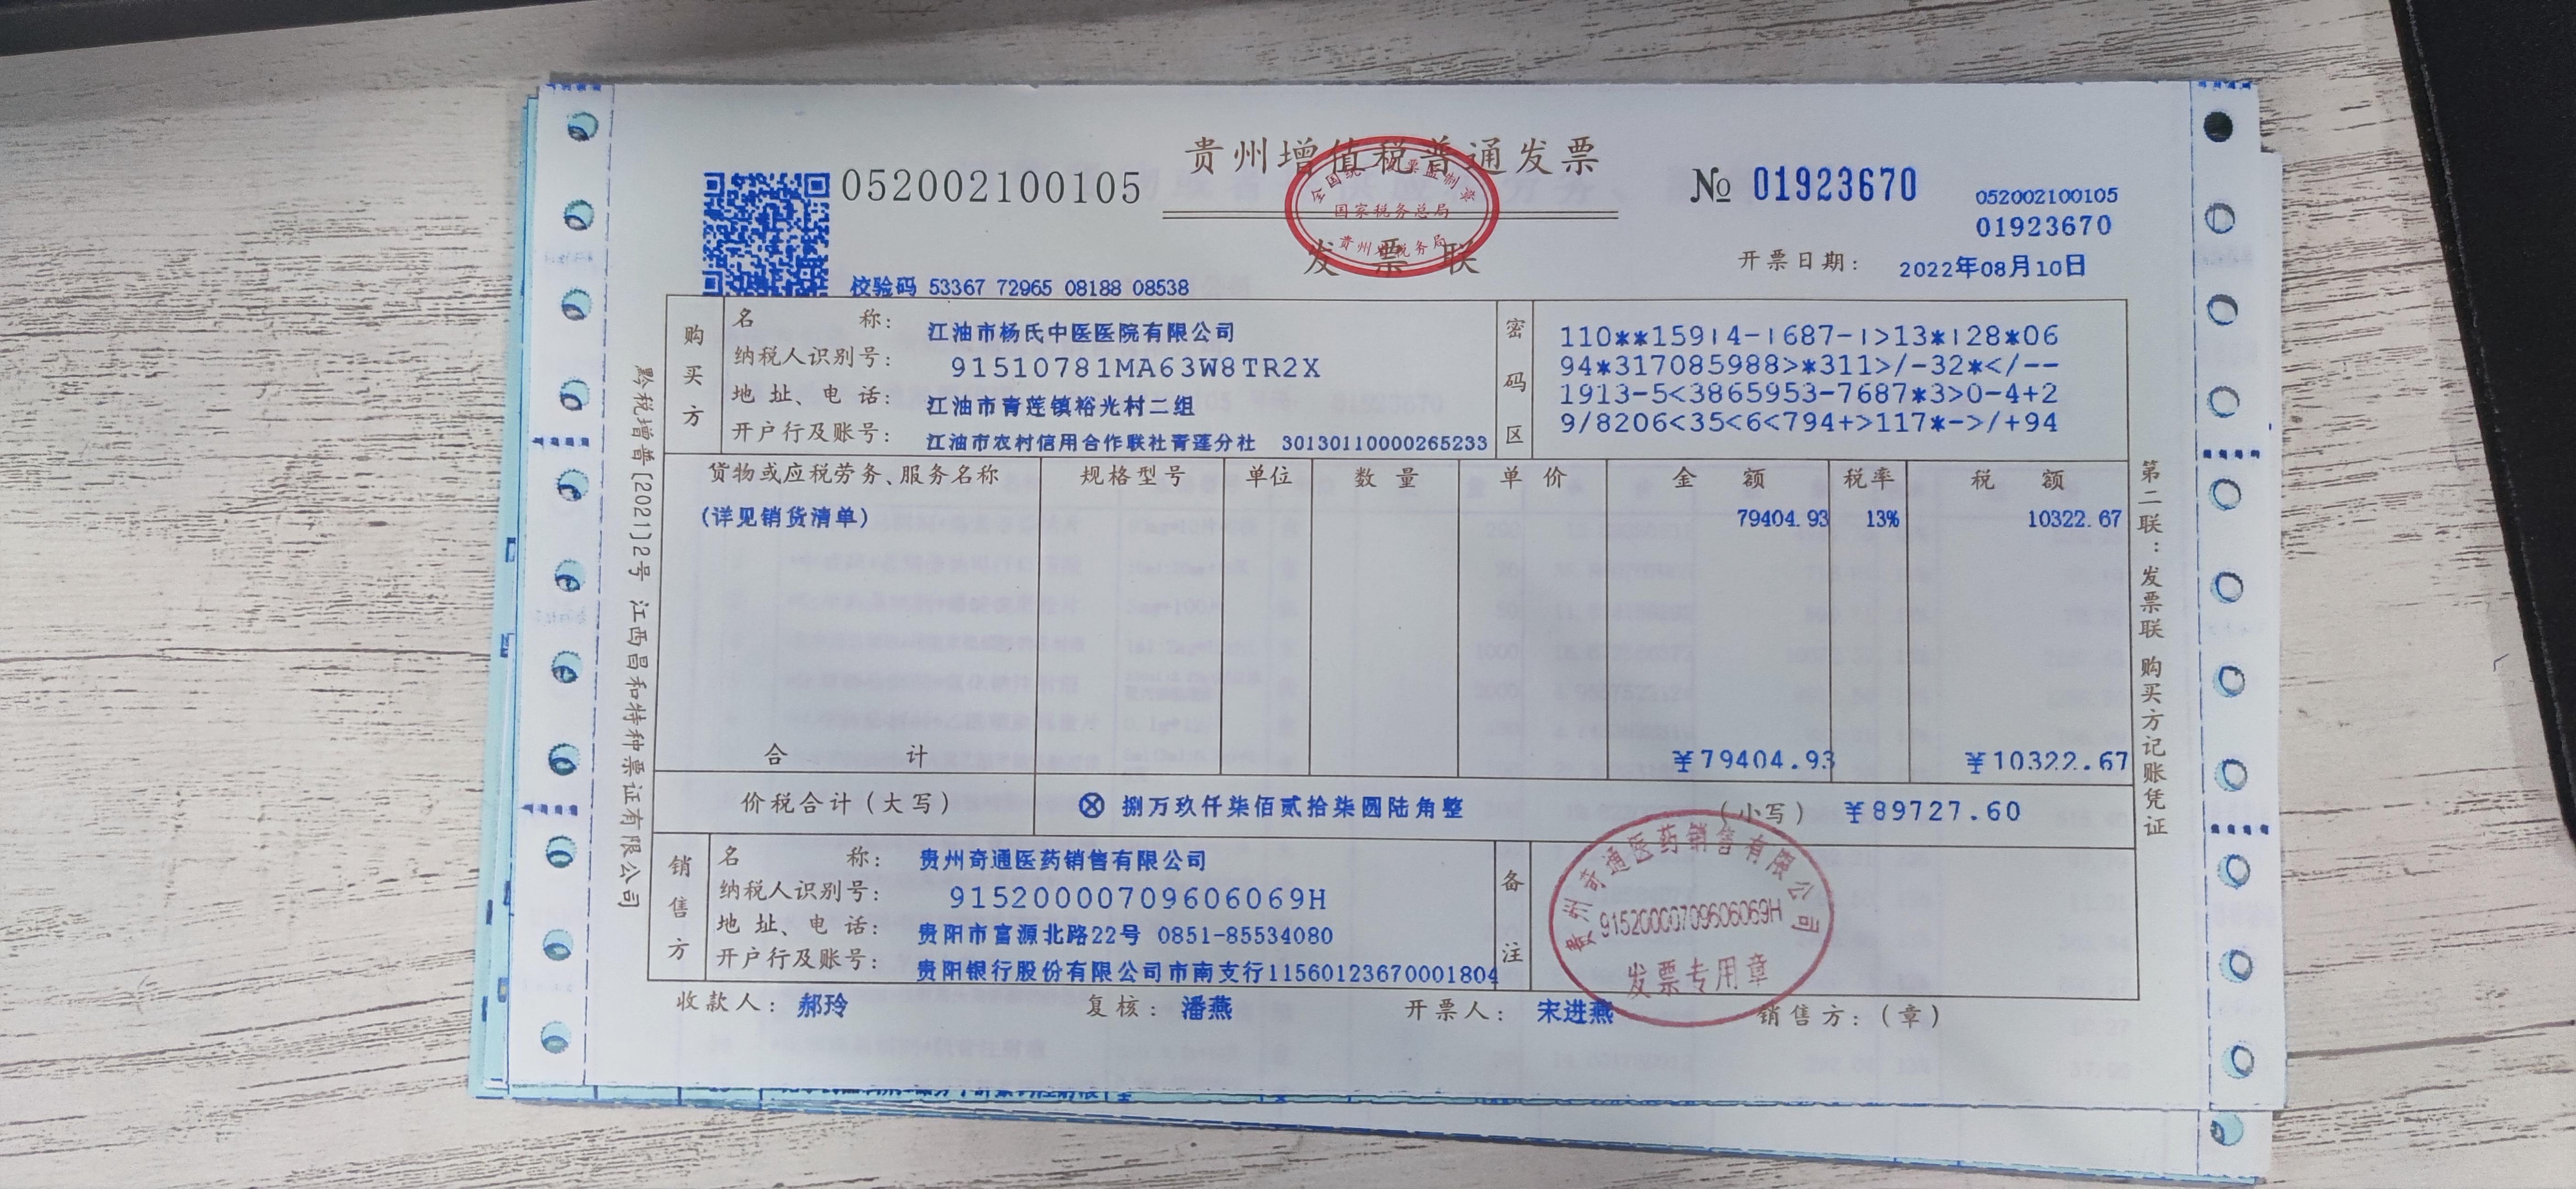 贵州增值税普通发票
052002100105
№ 01923670
052002100105
01923670
全国统一发票监制章
国家税务总局
贵州省税务局
发票联
开票日期: 2022年08月10日
校验码 53367 72965 08188 08538
购买方
名称: 江油市杨氏中医医院有限公司
纳税人识别号: 91510781MA63W8TR2X
地址、电话: 江油市青莲镇裕光村二组
开户行及账号: 江油市农村信用合作联社青莲分社 30130110000265233
密码区
110**15914-1687-1>13*128*06
94*317085988>*311>/-32*</--
1913-5<3865953-7687*3>0-4+2
9/8206<35<6<794+>117*->/+94
货物或应税劳务、服务名称 规格型号 单位 数量 单价 金额 税率 税额
(详见销货清单) 79404.93 13% 10322.67
合计 ¥79404.93 ¥10322.67
价税合计(大写) ⊗ 捌万玖仟柒佰贰拾柒圆陆角整 (小写) ¥89727.60
销售方
名称: 贵州奇通医药销售有限公司
纳税人识别号: 91520000709606069H
地址、电话: 贵阳市富源北路22号 0851-85534080
开户行及账号: 贵阳银行股份有限公司市南支行11560123670001804
备注
贵州奇通医药销售有限公司
91520000709606069H
发票专用章
收款人: 郝玲 复核: 潘燕 开票人: 宋进燕 销售方:(章)
黔税增普[2021]2号 江西昌和特种票证有限公司
第二联:发票联 购买方记账凭证